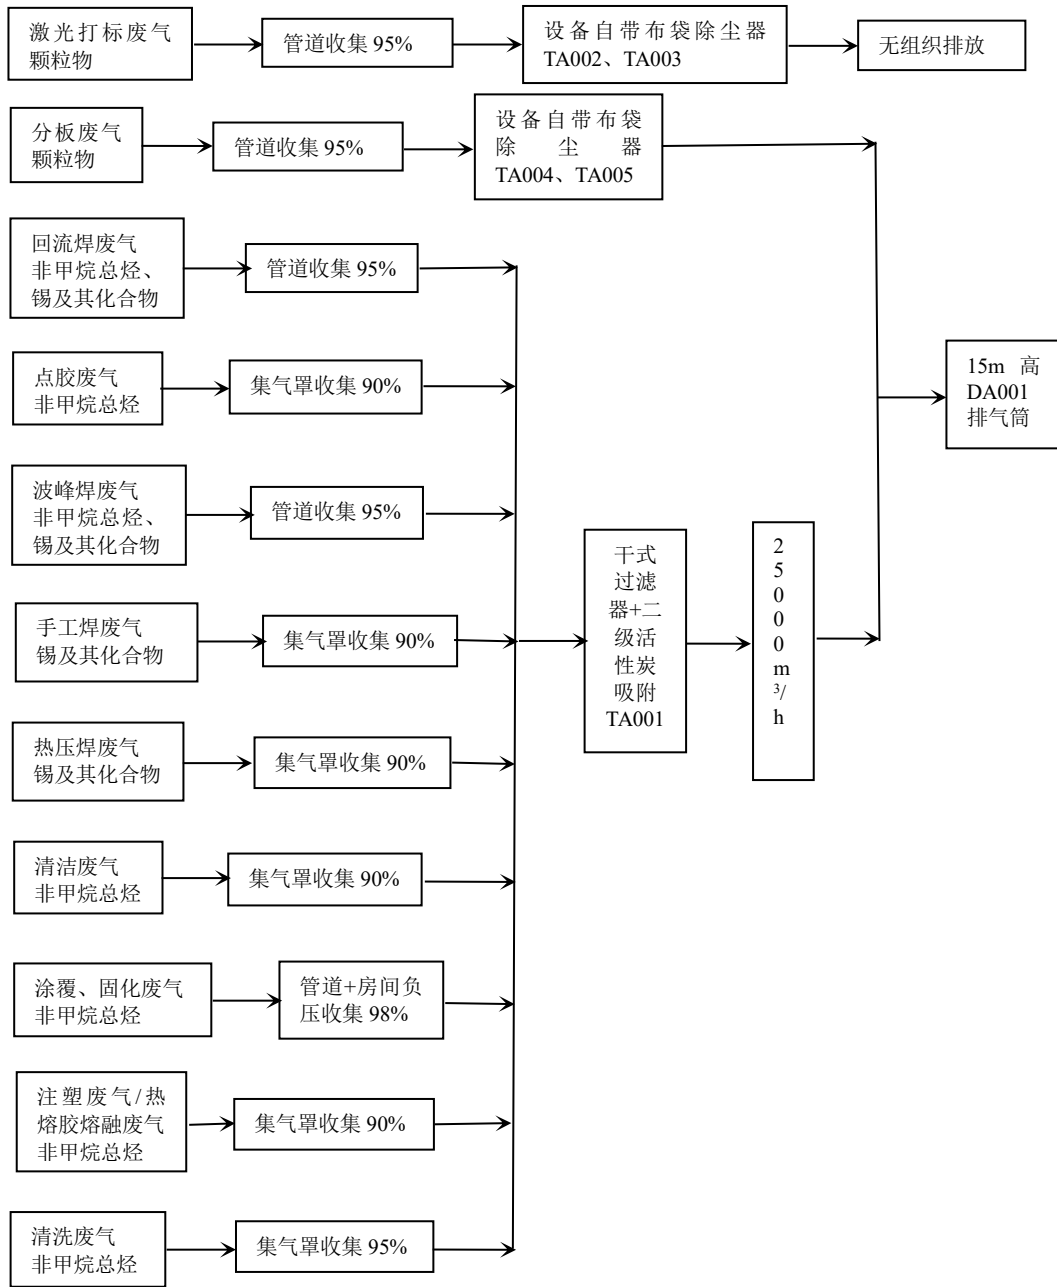 激光打标废气
颗粒物
管道收集 95%
设备自带布袋除尘器
TA002、TA003
无组织排放
分板废气
颗粒物
管道收集 95%
设备自带布袋
除尘器
TA004、TA005
回流焊废气
非甲烷总烃、
锡及其化合物
管道收集 95%
点胶废气
非甲烷总烃
集气罩收集 90%
15m 高
DA001
排气筒
波峰焊废气
非甲烷总烃、
锡及其化合物
管道收集 95%
干式
过滤
器+二
级活
性炭
吸附
TA001
2
5
0
0
0
m
3/
h
手工焊废气
锡及其化合物
集气罩收集 90%
热压焊废气
锡及其化合物
集气罩收集 90%
清洁废气
非甲烷总烃
集气罩收集 90%
涂覆、固化废气
非甲烷总烃
管道+房间负
压收集 98%
注塑废气/热
熔胶熔融废气
非甲烷总烃
集气罩收集 90%
清洗废气
非甲烷总烃
集气罩收集 95%